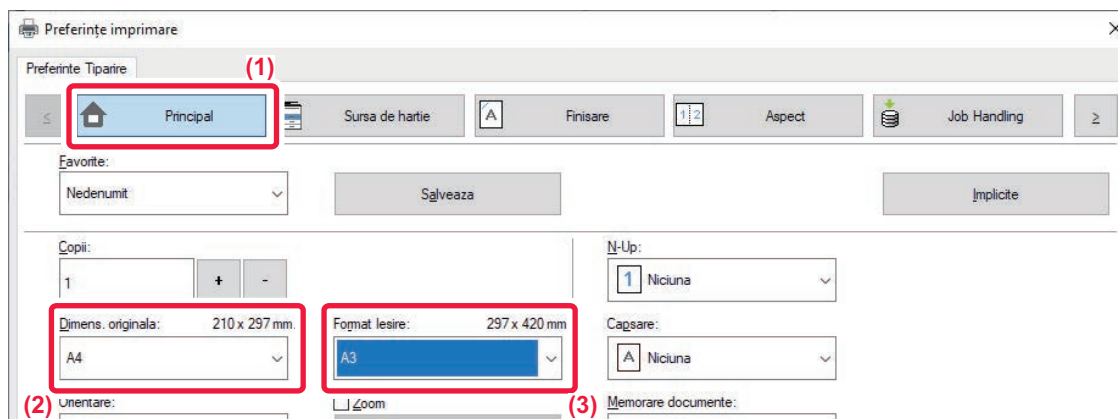 Preferințe imprimare
Preferinte Tiparire
(1)
≤ Principal Sursa de hartie A Finisare 1 2 Aspect Job Handling ≥
Favorite:
Nedenumit Salveaza Implicite
Copii: N-Up:
1 + - 1 Niciuna
Dimens. originala: 210 x 297 mm. Format Iesire: 297 x 420 mm Capsare:
A4 A3 A Niciuna
(2) Orientare: Zoom (3) Memorare documente: